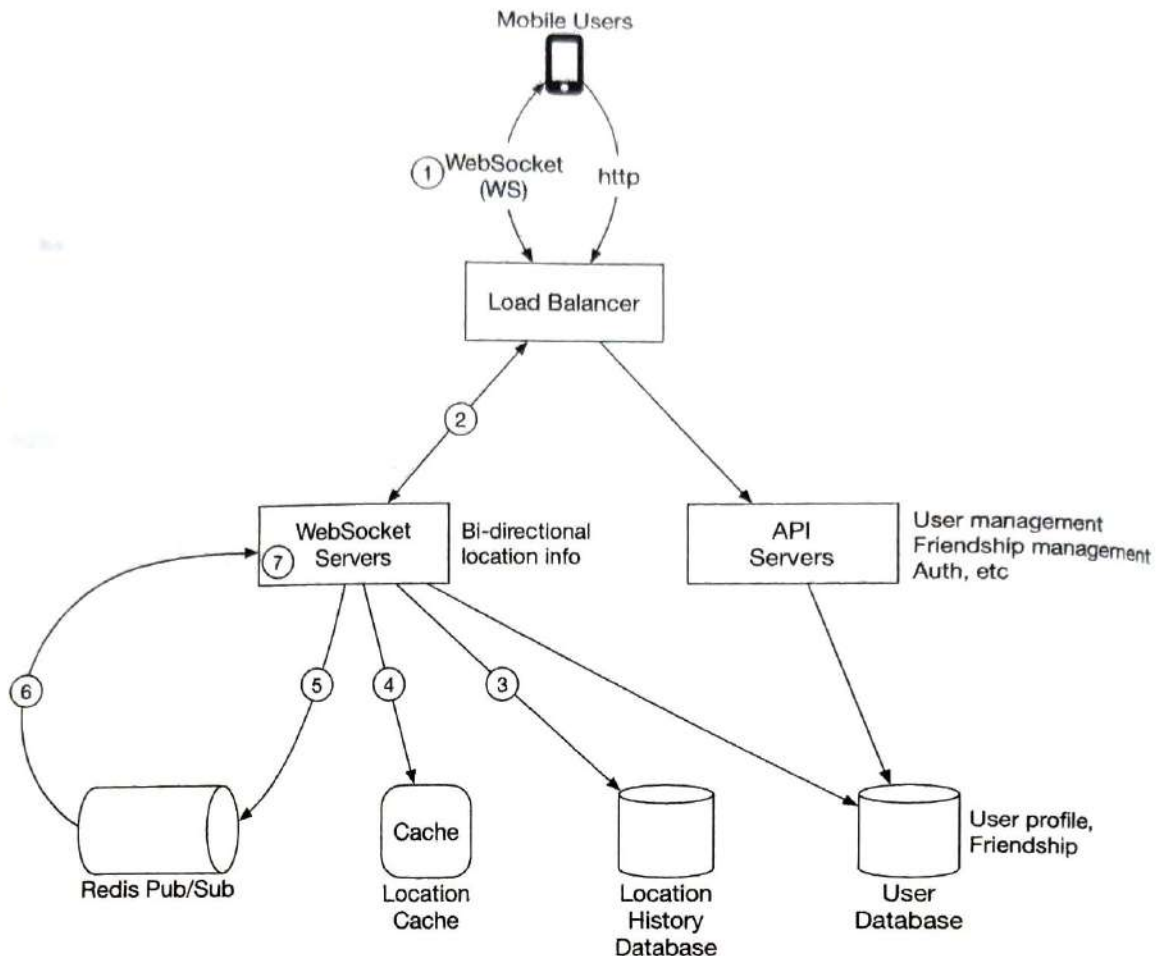 Mobile Users
1
WebSocket
(WS)
http
Load Balancer
2
WebSocket
Servers
7
Bi-directional
location info
API
Servers
User management
Friendship management
Auth, etc
6
5
4
3
Redis Pub/Sub
Cache
Location
Cache
Location
History
Database
User
Database
User profile,
Friendship